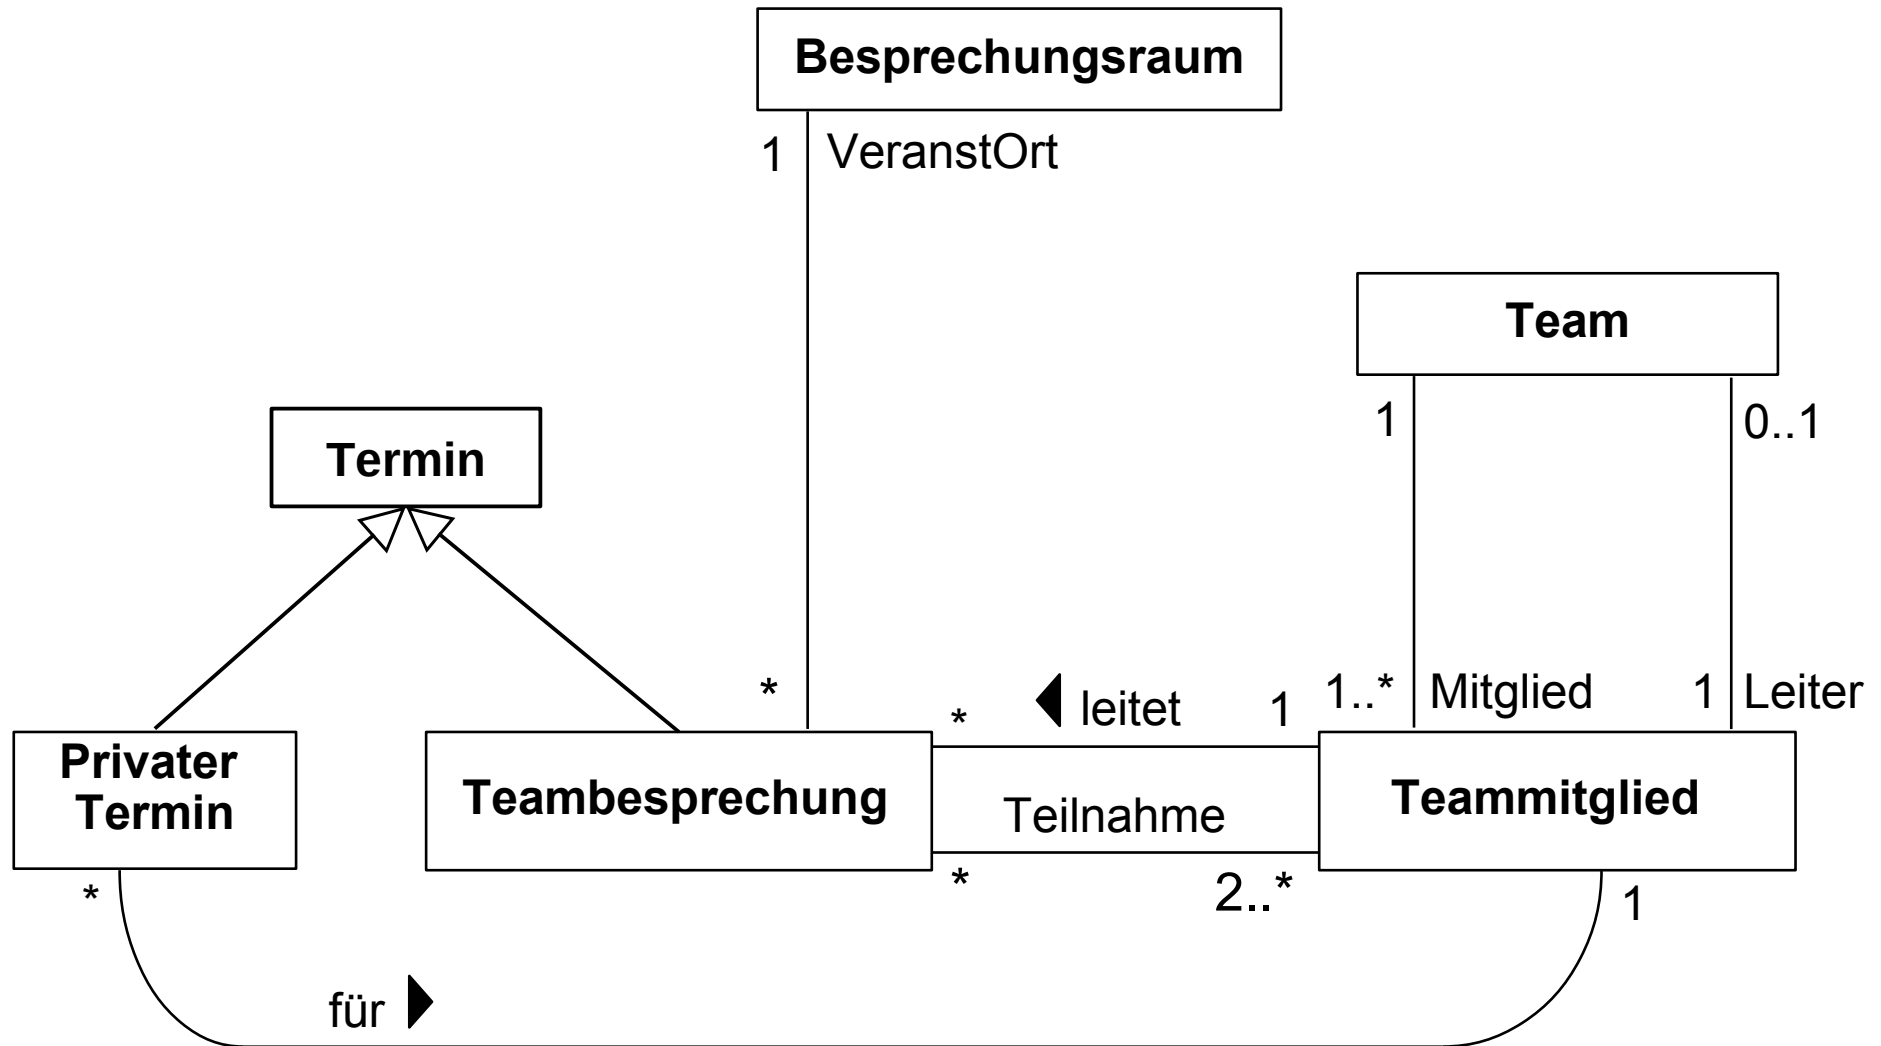 Besprechungsraum
1 VeranstOrt
Team
1
0..1
Termin
*
* leitet 1
1..* Mitglied
1 Leiter
Privater
Termin
Teambesprechung
Teilnahme
Teammitglied
*
*
2..*
1
für